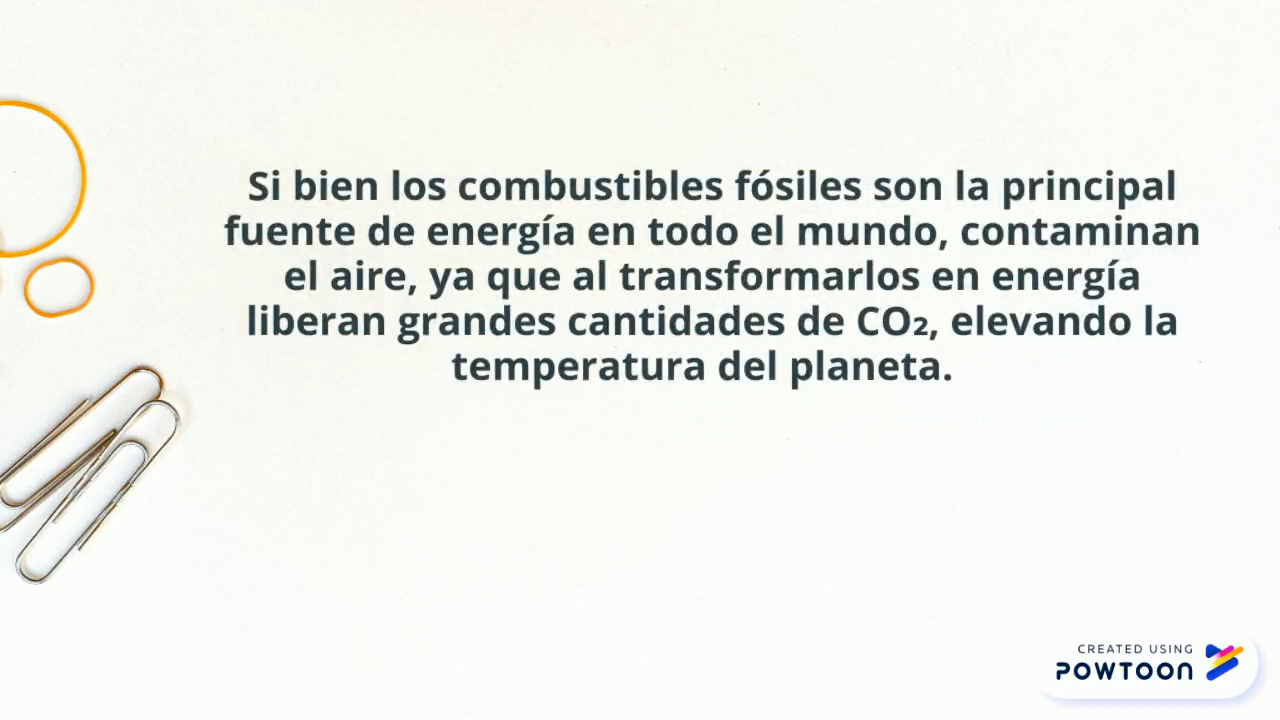 Si bien los combustibles fósiles son la principal
fuente de energía en todo el mundo, contaminan
el aire, ya que al transformarlos en energía
liberan grandes cantidades de CO₂, elevando la
temperatura del planeta.
CREATED USING
POWTOON